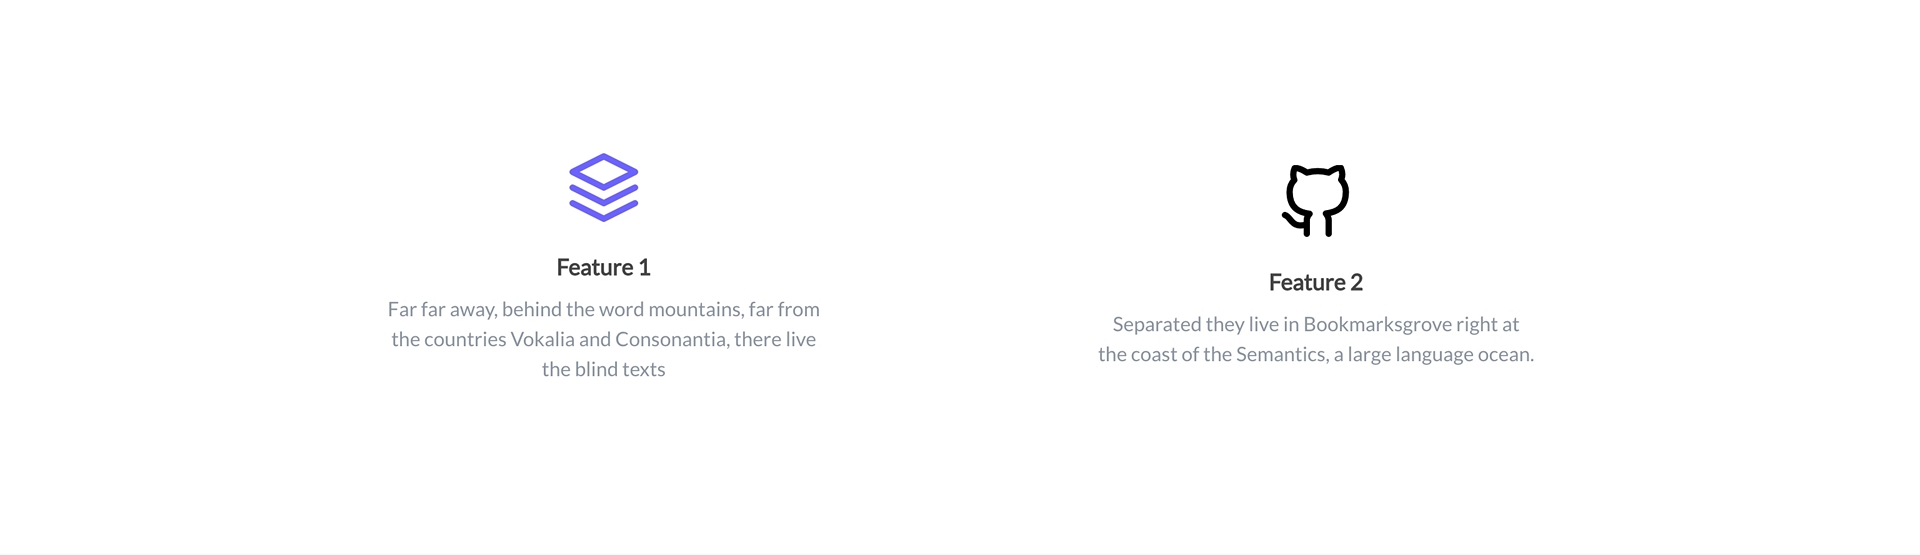 Feature 1
Far far away, behind the word mountains, far from
the countries Vokalia and Consonantia, there live
the blind texts
Feature 2
Separated they live in Bookmarksgrove right at
the coast of the Semantics, a large language ocean.